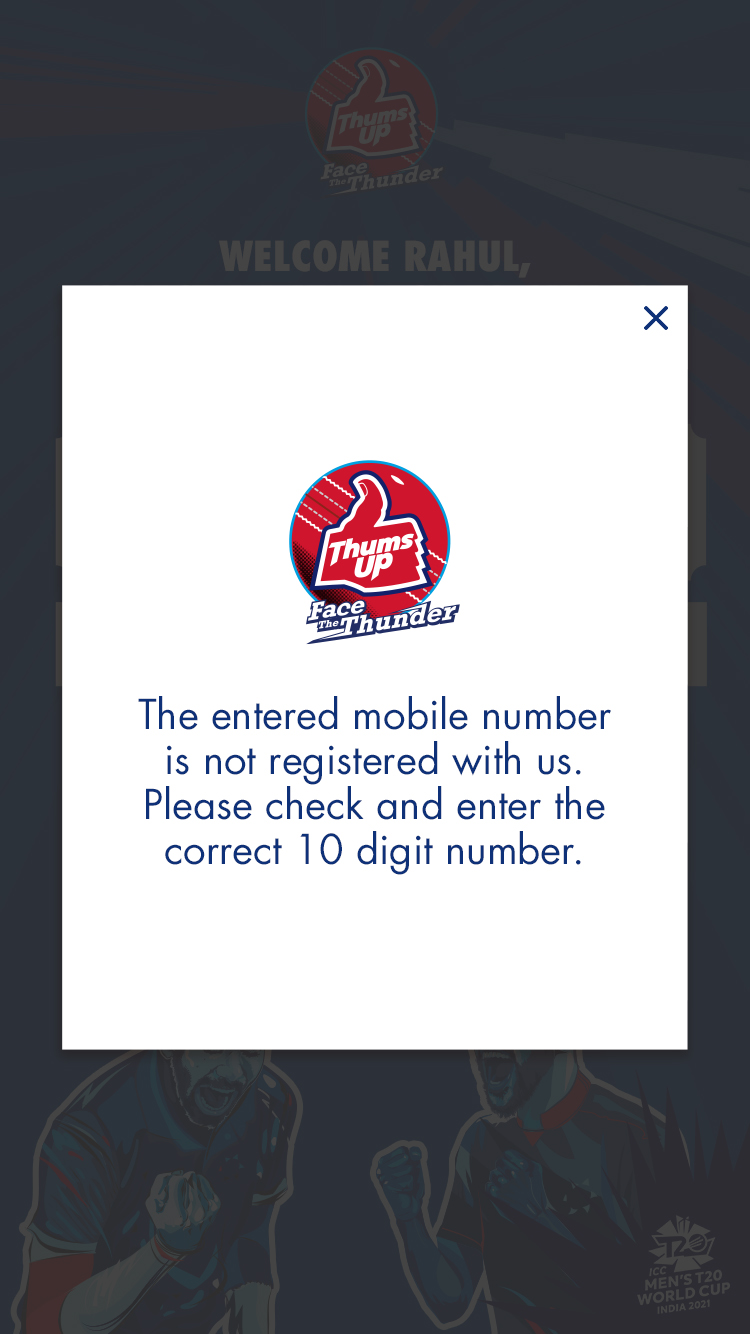 Thums
UP
Face
The Thunder
WELCOME RAHUL,
Thums
UP
Face
The Thunder
The entered mobile number
is not registered with us.
Please check and enter the
correct 10 digit number.
T20
ICC
MEN'S T20
WORLD CUP
INDIA 2021